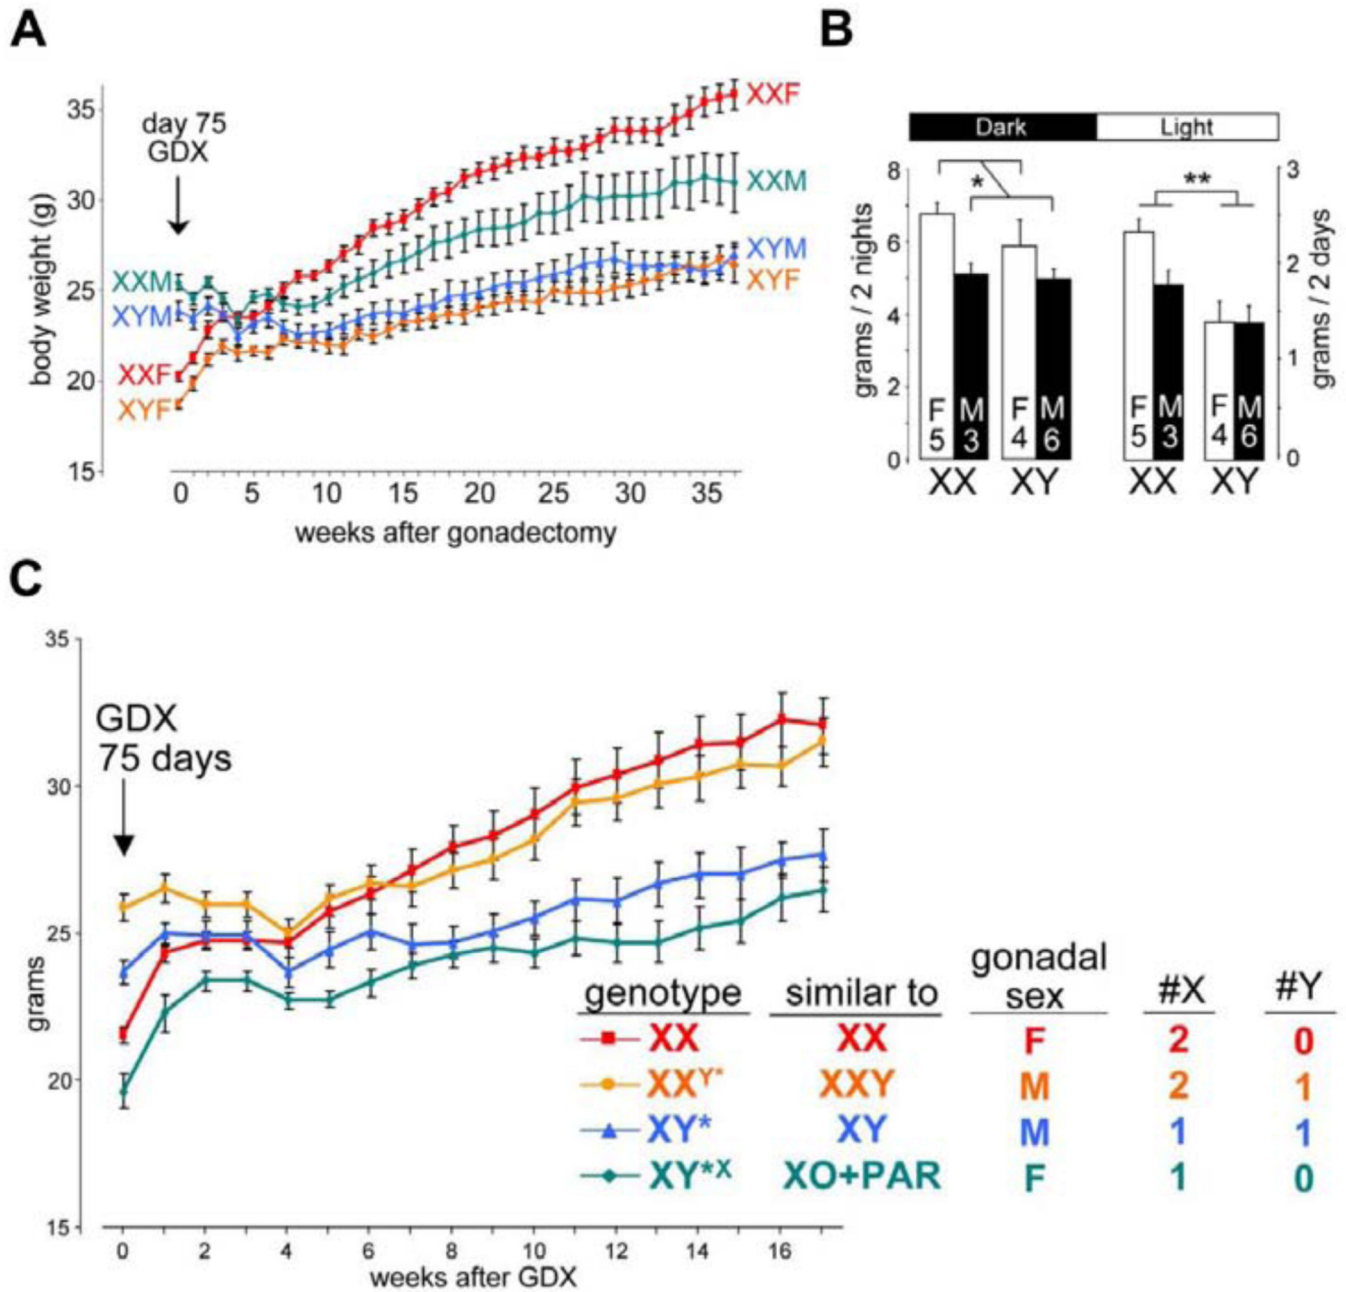 A
35
30
25
20
15
body weight (g)
day 75
GDX
XXM
XYM
XXF
XYF
XXF
XXM
XYM
XYF
0 5 10 15 20 25 30 35
weeks after gonadectomy
B
Dark Light
8
6
4
2
0
grams / 2 nights
* **
3
2
1
0
grams / 2 days
F M F M F M F M
5 3 4 6 5 3 4 6
XX XY XX XY
C
35
30
25
20
15
grams
GDX
75 days
genotype similar to gonadal sex #X #Y
XX XX F 2 0
XXY* XXY M 2 1
XY* XY M 1 1
XY*X XO+PAR F 1 0
0 2 4 6 8 10 12 14 16
weeks after GDX